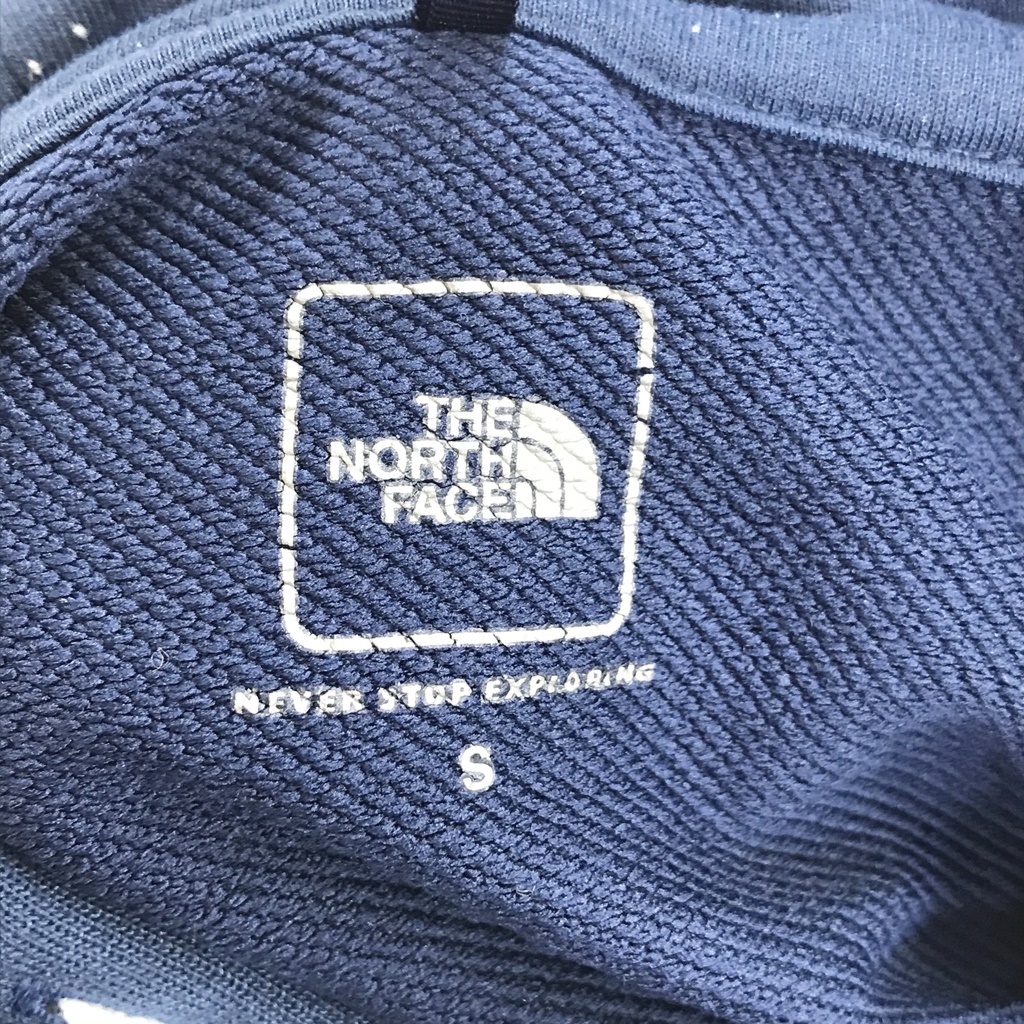 THE
NORTH
FACE
NEVER STOP EXPLORING
S